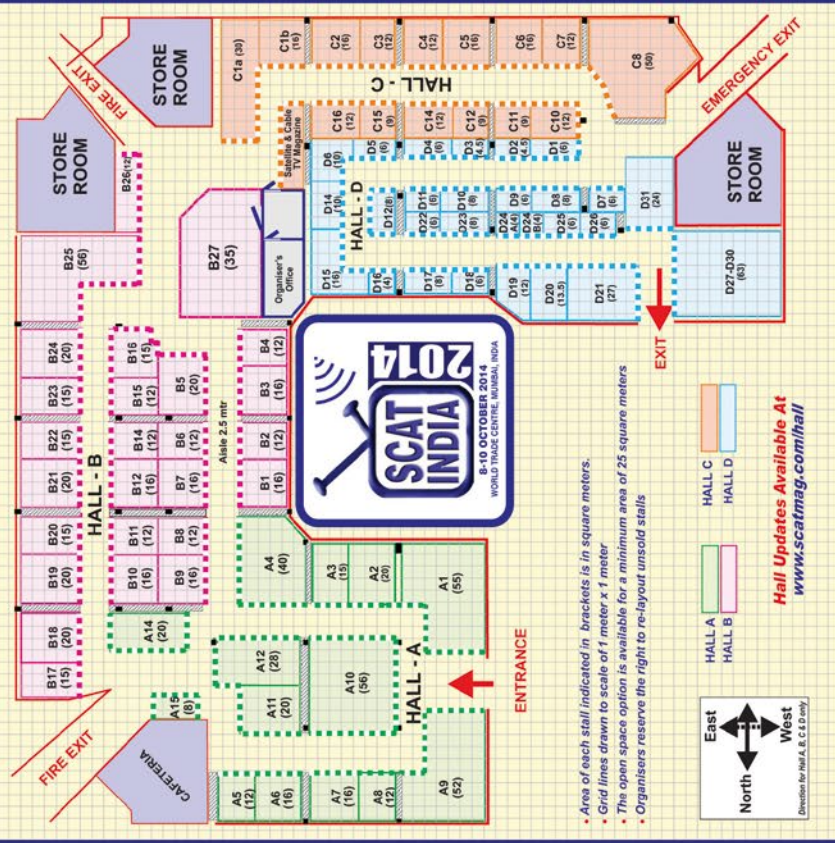 STORE
ROOM
FIRE EXIT
STORE
ROOM
C1a (30)
C1b
(16)
C2
(16)
C3
(12)
C4
(12)
C5
(16)
C6
(16)
C7
(12)
C8
(50)
EMERGENCY EXIT
HALL - C
Satellite & Cable
TV Magazine
C16
(12)
C15
(9)
C14
(12)
C12
(9)
C11
(9)
C10
(12)
STORE
ROOM
B26(12)
B25
(56)
B27
(35)
Organiser's
Office
D6
(10)
D5
(6)
D4
(6)
D3
(4.5)
D2
(4.5)
D1
(6)
D14
(10)
HALL - D
D12(8)
D11
(6)
D10
(8)
D9
(6)
D8
(8)
D7
(6)
D22
(6)
D23
(8)
D24
A(4)
D24
B(4)
D25
(6)
D26
(6)
D31
(24)
D15
(16)
D16
(4)
D17
(8)
D18
(6)
D19
(12)
D20
(13.5)
D21
(27)
D27-D30
(63)
EXIT
B24
(20)
B23
(15)
B22
(15)
B21
(20)
B20
(15)
B19
(20)
B18
(20)
B17
(15)
HALL - B
B16
(15)
B15
(12)
B14
(12)
B12
(16)
B11
(12)
B10
(16)
B5
(20)
B6
(12)
B7
(16)
B8
(12)
B9
(16)
Aisle 2.5 mtr
B4
(12)
B3
(16)
B2
(12)
B1
(16)
SCAT
INDIA
2014
8-10 OCTOBER 2014
WORLD TRADE CENTRE, MUMBAI, INDIA
A14
(20)
A15
(8)
FIRE EXIT
CAFETERIA
A4
(40)
A3
(15)
A2
(20)
A1
(55)
A12
(28)
A11
(20)
A10
(56)
HALL - A
ENTRANCE
A5
(12)
A6
(16)
A7
(16)
A8
(12)
A9
(52)
• Area of each stall indicated in brackets is in square meters.
• Grid lines drawn to scale of 1 meter x 1 meter
• The open space option is available for a minimum area of 25 square meters
• Organisers reserve the right to re-layout unsold stalls
HALL A
HALL B
HALL C
HALL D
Hall Updates Available At
www.scatmag.com/hall
East
North
West
Direction for Hall A, B, C & D only